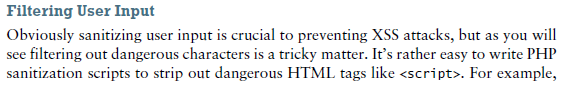 Filtering User Input
Obviously sanitizing user input is crucial to preventing XSS attacks, but as you will
see filtering out dangerous characters is a tricky matter. It’s rather easy to write PHP
sanitization scripts to strip out dangerous HTML tags like <script>. For example,